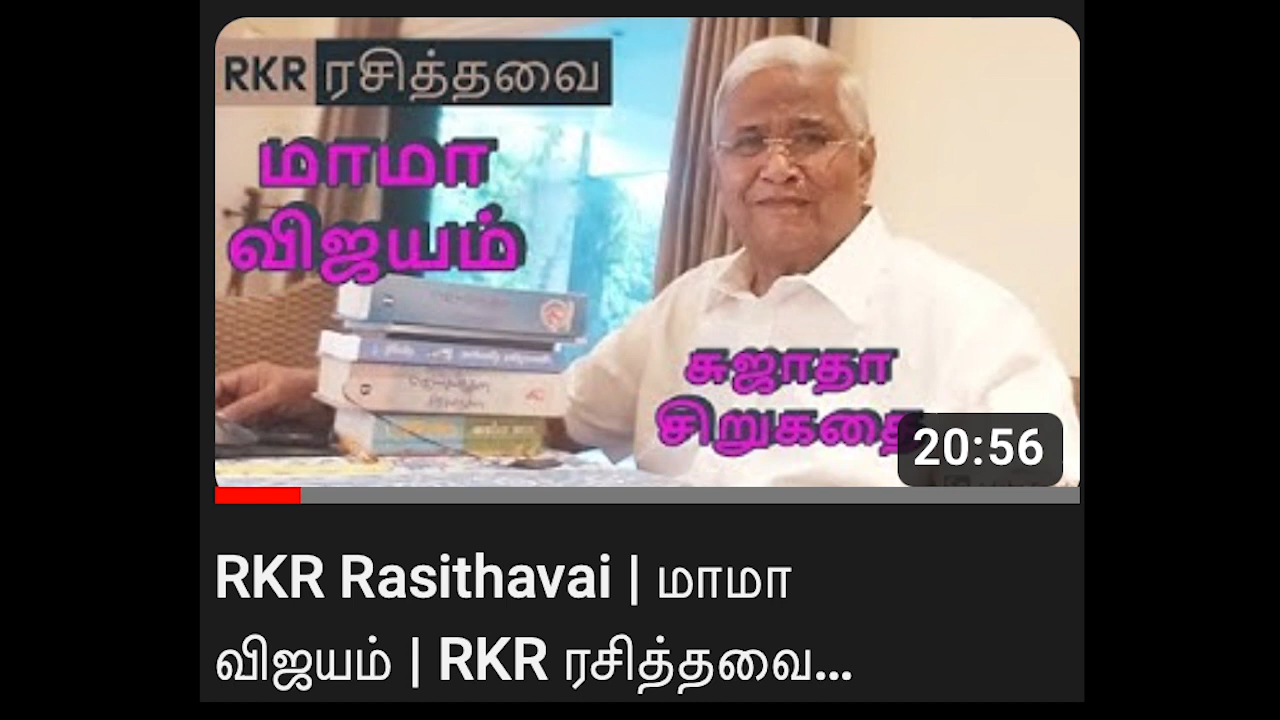 RKR ரசித்தவை
மாமா
விஜயம்
சுஜாதா
சிறுகதை
20:56
RKR Rasithavai | மாமா
விஜயம் | RKR ரசித்தவை...